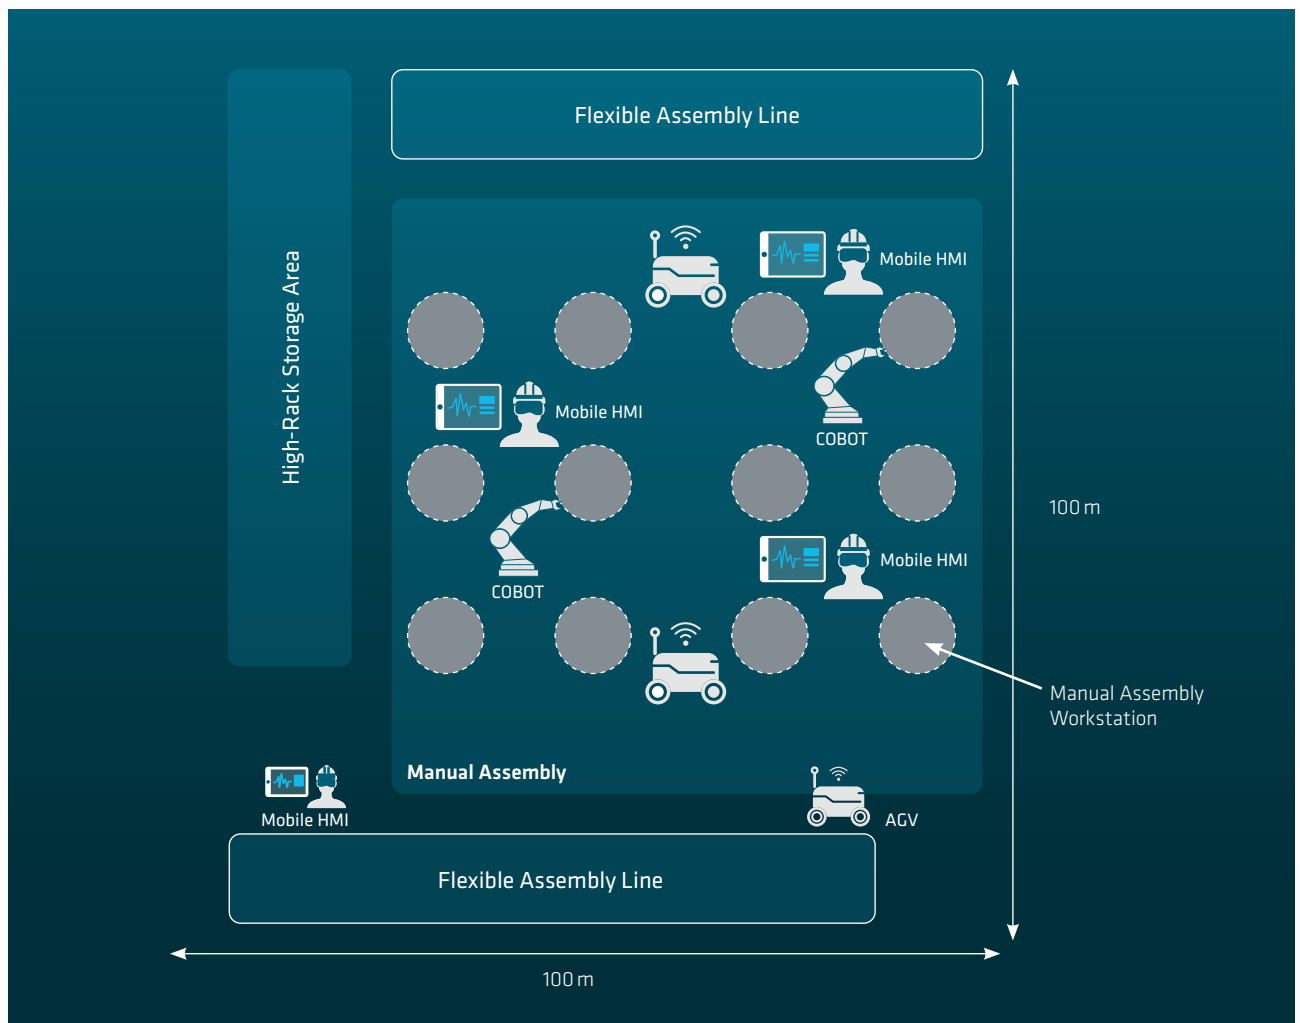 Flexible Assembly Line
High-Rack Storage Area
Mobile HMI
Mobile HMI
COBOT
100 m
Mobile HMI
COBOT
Manual Assembly
Workstation
Manual Assembly
Mobile HMI
AGV
Flexible Assembly Line
100 m